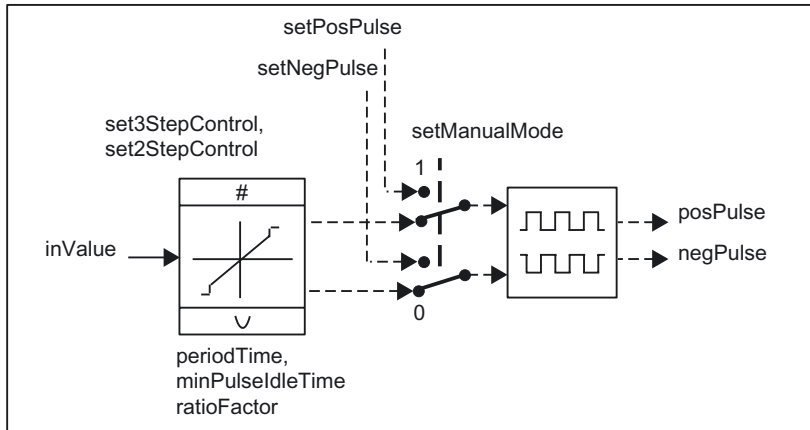 setPosPulse
setNegPulse
set3StepControl,
set2StepControl
setManualMode
1
#
inValue
posPulse
negPulse
0
periodTime,
minPulseIdleTime
ratioFactor